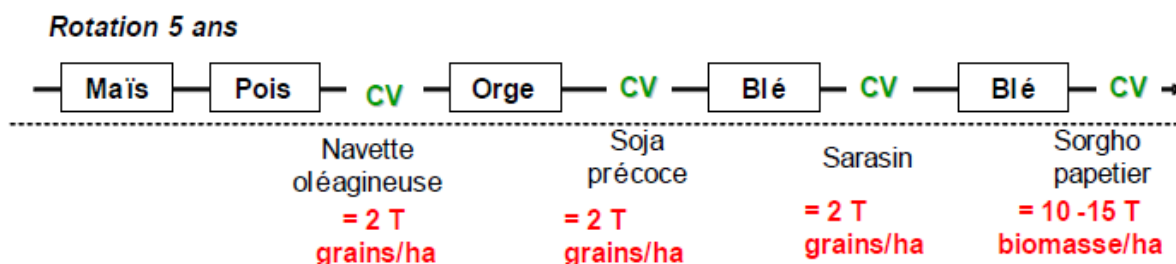 Rotation 5 ans
Maïs Pois CV Orge CV Blé CV Blé CV
Navette oléagineuse
= 2 T grains/ha
Soja précoce
= 2 T grains/ha
Sarasin
= 2 T grains/ha
Sorgho papetier
= 10 -15 T biomasse/ha